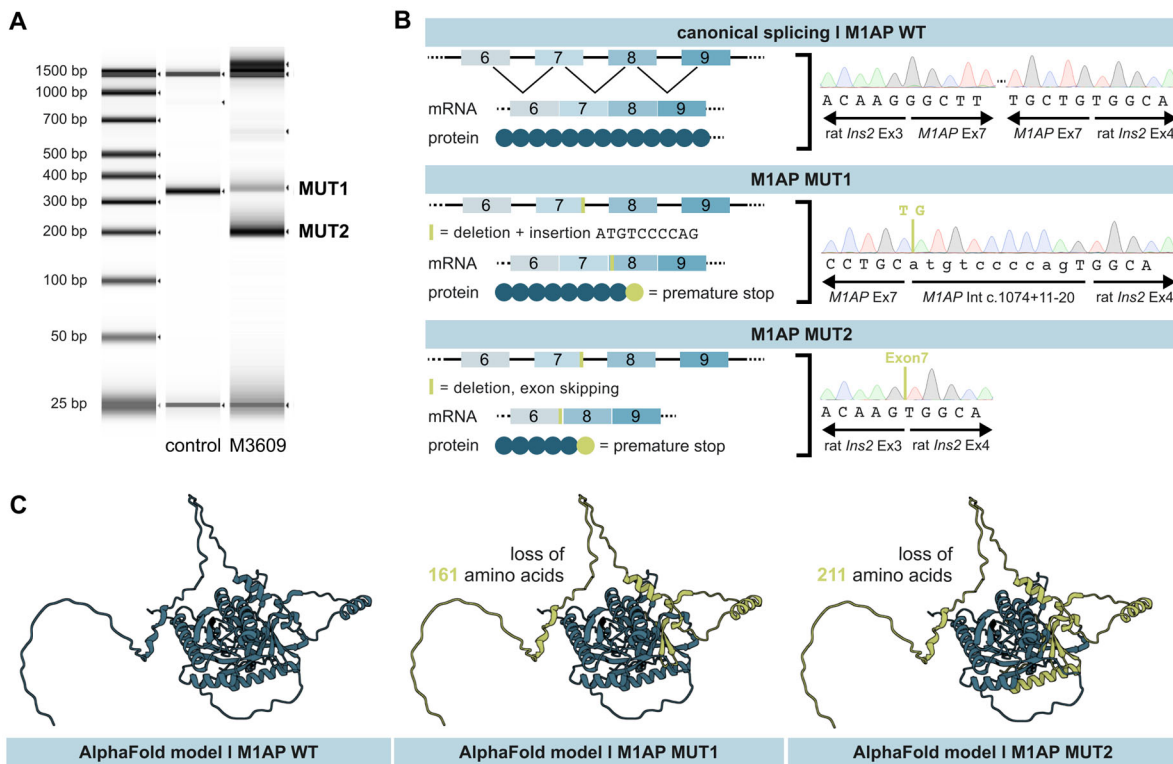 A
1500 bp
1000 bp
700 bp
500 bp
400 bp
300 bp
200 bp
100 bp
50 bp
25 bp
MUT1
MUT2
control M3609
B
canonical splicing I M1AP WT
6 7 8 9
mRNA 6 7 8 9
protein
A C A A G G G C T T T G C T G T G G C A
rat Ins2 Ex3 M1AP Ex7 M1AP Ex7 rat Ins2 Ex4
M1AP MUT1
6 7 8 9
= deletion + insertion ATGTCCCCAG
mRNA 6 7 8 9
protein = premature stop
T G
C C T G C a t g t c c c c a g T G G C A
M1AP Ex7 M1AP Int c.1074+11-20 rat Ins2 Ex4
M1AP MUT2
6 7 8 9
= deletion, exon skipping
mRNA 6 8 9
protein = premature stop
Exon7
A C A A G T G G C A
rat Ins2 Ex3 rat Ins2 Ex4
C
loss of
161 amino acids
loss of
211 amino acids
AlphaFold model I M1AP WT
AlphaFold model I M1AP MUT1
AlphaFold model I M1AP MUT2